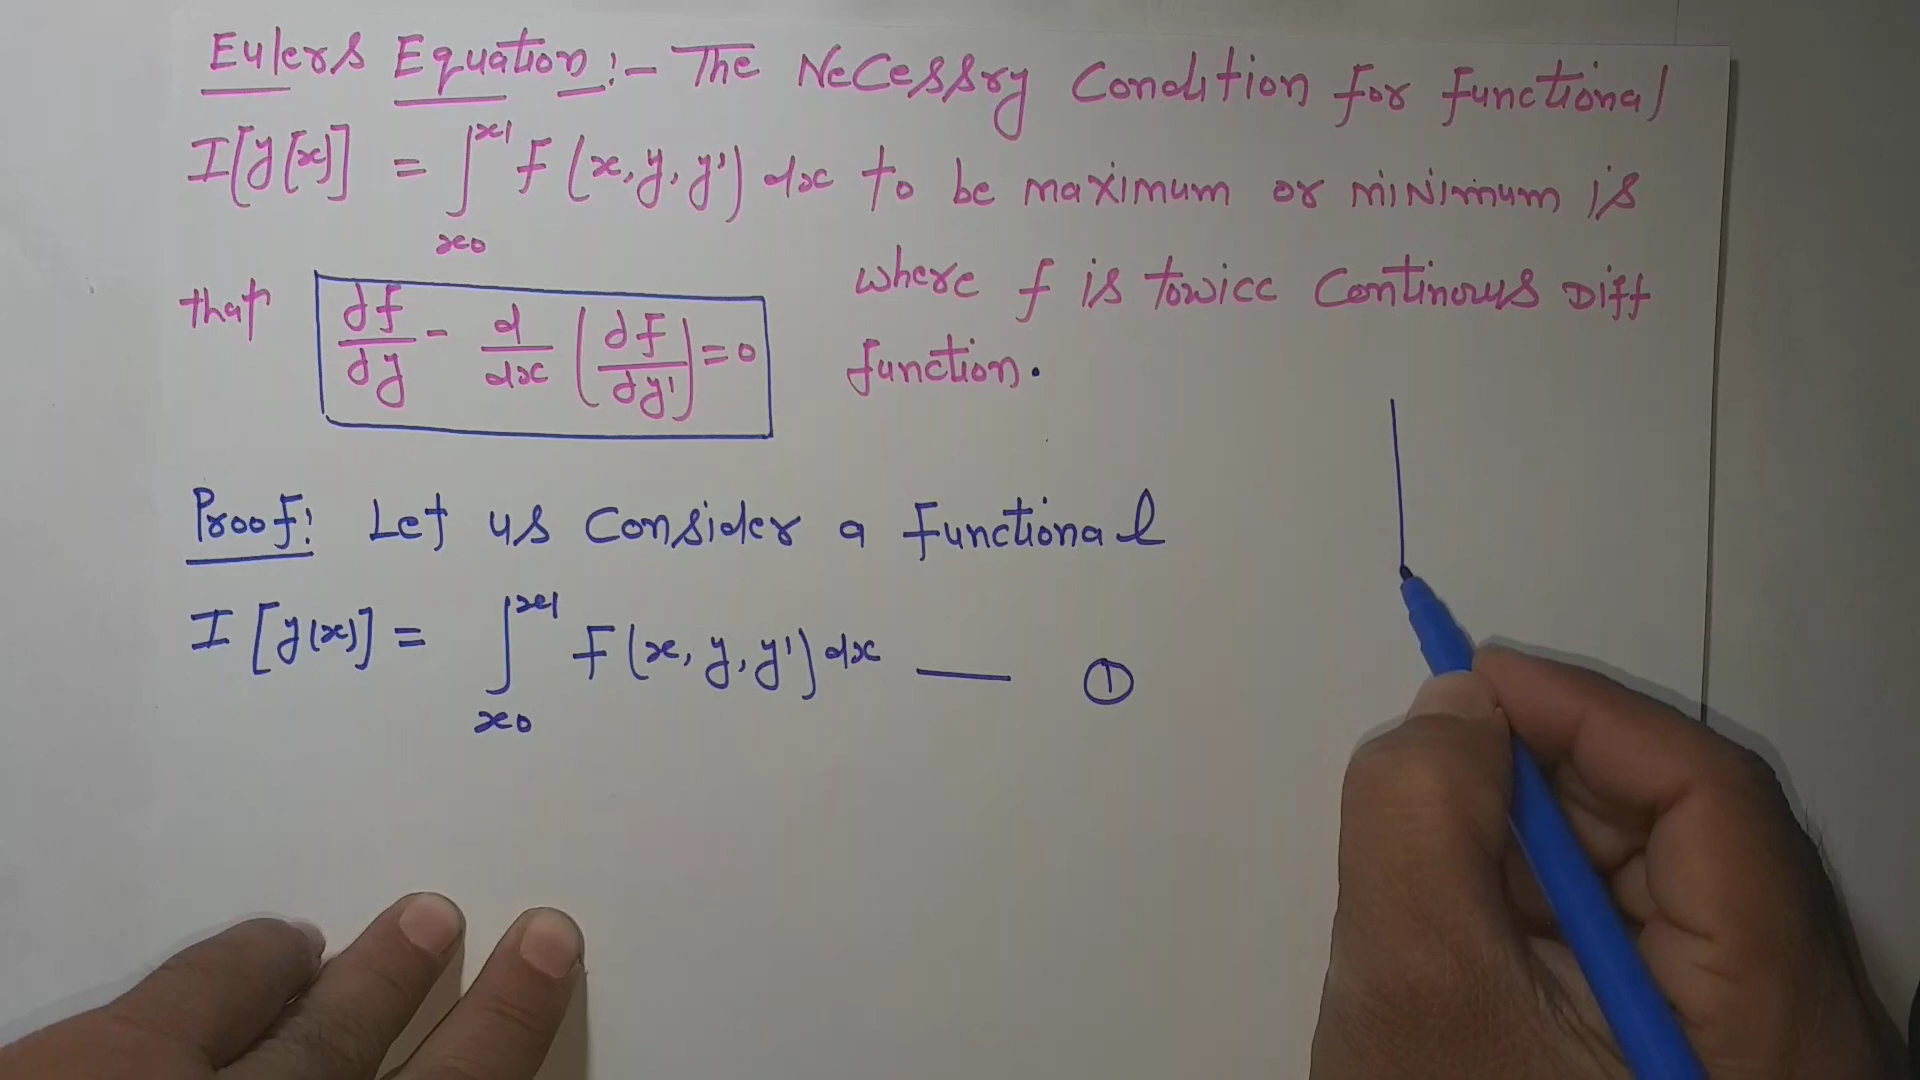 Eulers Equation :- The Necessry Condition for functional
I[y(x)] = ∫_{x0}^{x1} F(x, y, y') dx to be maximum or minimum is
that ∂F/∂y - d/dx (∂F/∂y') = 0 where f is towice Continous Diff
function.
Proof: Let us Consider a Functional
I[y(x)] = ∫_{x0}^{x1} F(x, y, y') dx — ①